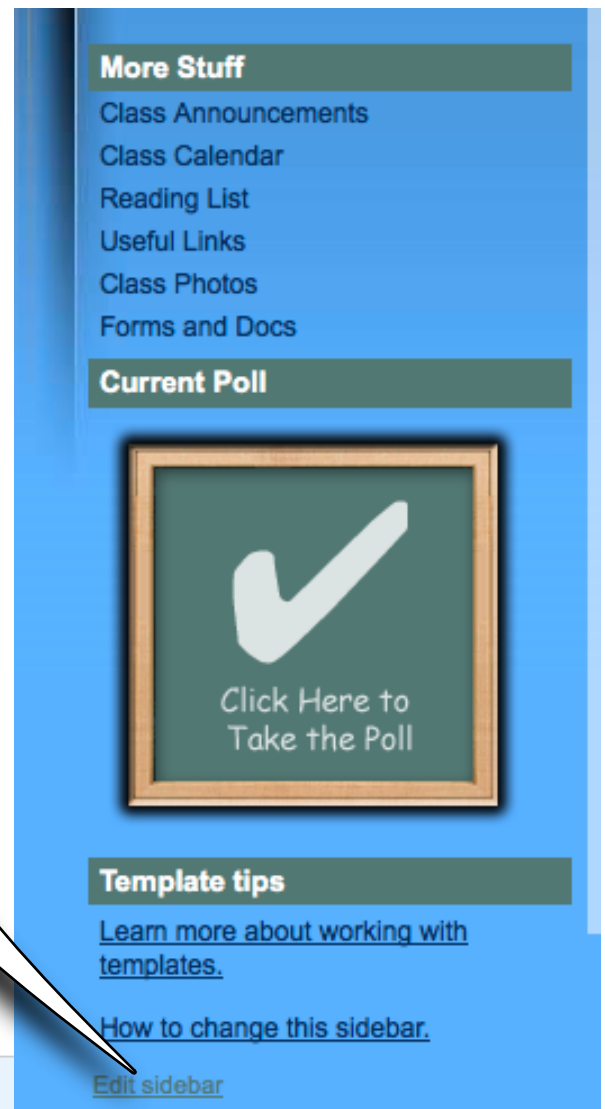 More Stuff
Class Announcements
Class Calendar
Reading List
Useful Links
Class Photos
Forms and Docs
Current Poll
Click Here to
Take the Poll
Template tips
Learn more about working with
templates.
How to change this sidebar.
Edit sidebar